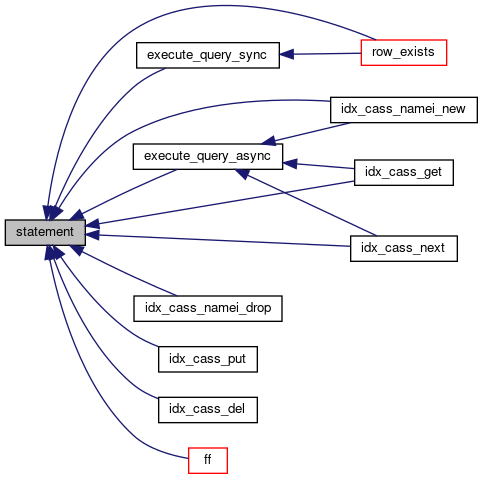 row_exists
execute_query_sync
idx_cass_namei_new
execute_query_async
idx_cass_get
statement
idx_cass_next
idx_cass_namei_drop
idx_cass_put
idx_cass_del
ff